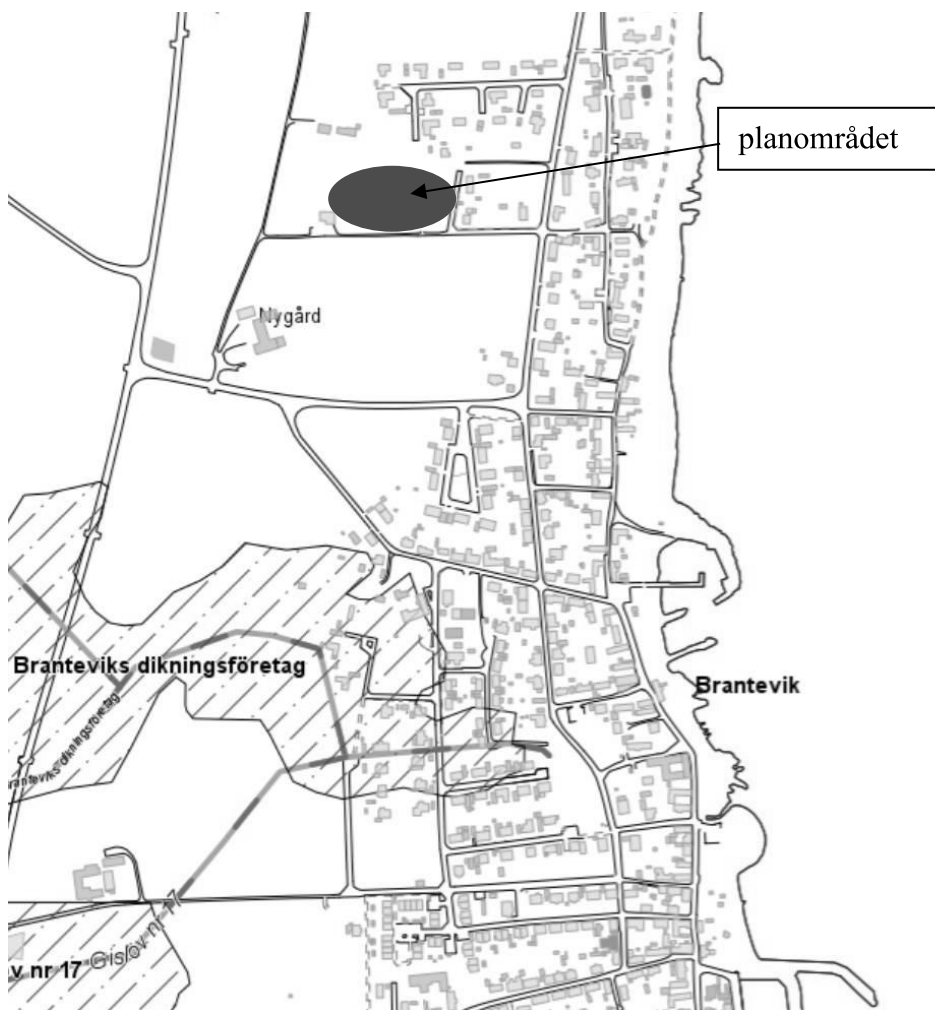 planområdet
Nygård
Branteviks dikningsföretag
Branteviks dikningsföretag
Brantevik
Gislöv nr 17
v nr 17